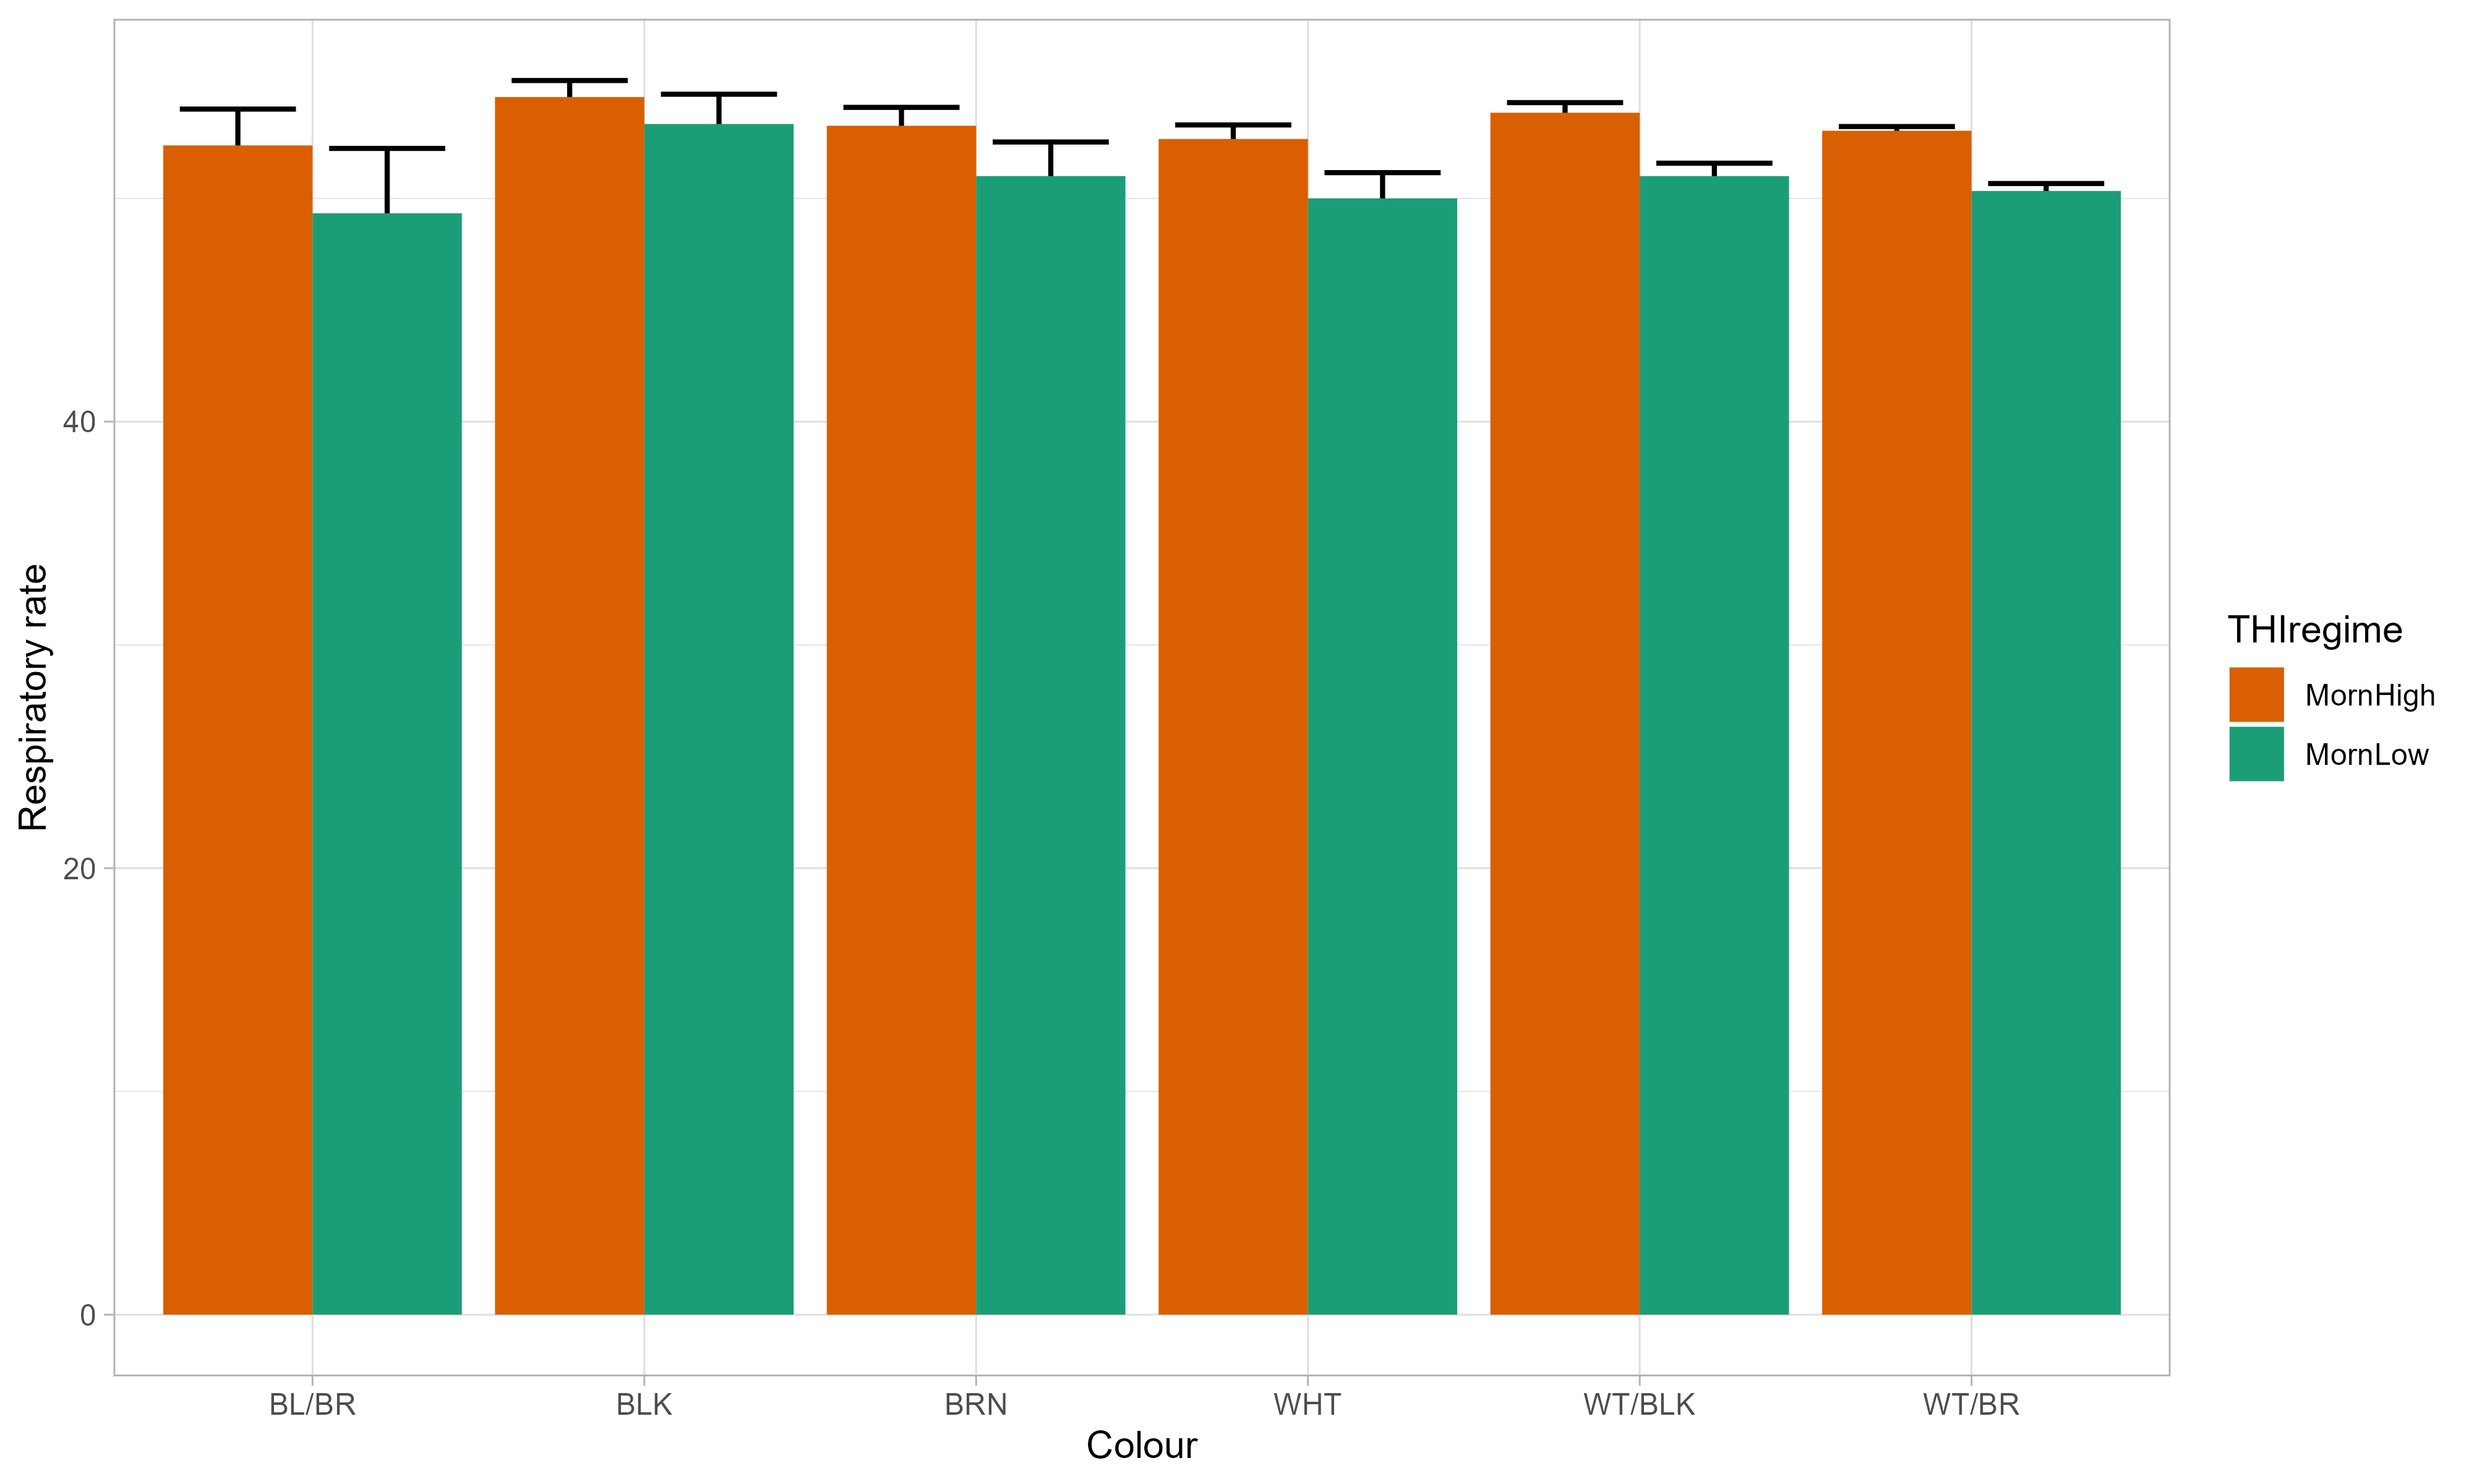 Respiratory rate
40
20
0
BL/BR BLK BRN WHT WT/BLK WT/BR
Colour
THIregime
MornHigh
MornLow